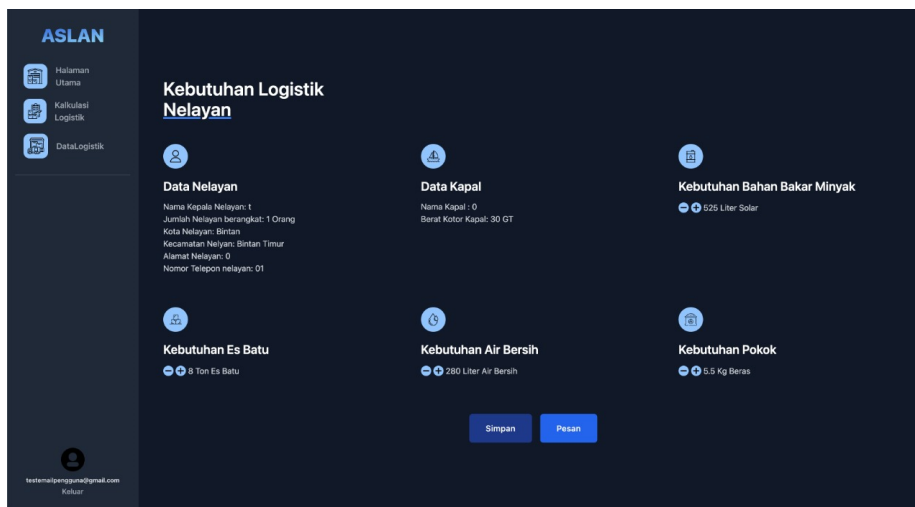 ASLAN
Halaman
Utama
Kalkulasi
Logistik
DataLogistik
testemailpengguna@gmail.com
Keluar
Kebutuhan Logistik
Nelayan
Data Nelayan
Nama Kepala Nelayan: t
Jumlah Nelayan berangkat: 1 Orang
Kota Nelayan: Bintan
Kecamatan Nelyan: Bintan Timur
Alamat Nelayan: 0
Nomor Telepon nelayan: 01
Data Kapal
Nama Kapal : 0
Berat Kotor Kapal: 30 GT
Kebutuhan Bahan Bakar Minyak
525 Liter Solar
Kebutuhan Es Batu
8 Ton Es Batu
Kebutuhan Air Bersih
280 Liter Air Bersih
Kebutuhan Pokok
5.5 Kg Beras
Simpan
Pesan